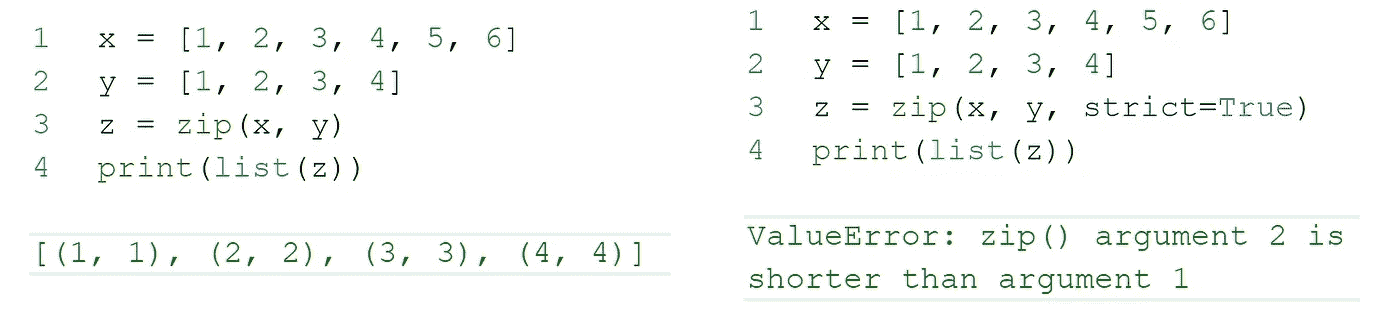 1 x = [1, 2, 3, 4, 5, 6]
2 y = [1, 2, 3, 4]
3 z = zip(x, y)
4 print(list(z))
[(1, 1), (2, 2), (3, 3), (4, 4)]
1 x = [1, 2, 3, 4, 5, 6]
2 y = [1, 2, 3, 4]
3 z = zip(x, y, strict=True)
4 print(list(z))
ValueError: zip() argument 2 is
shorter than argument 1